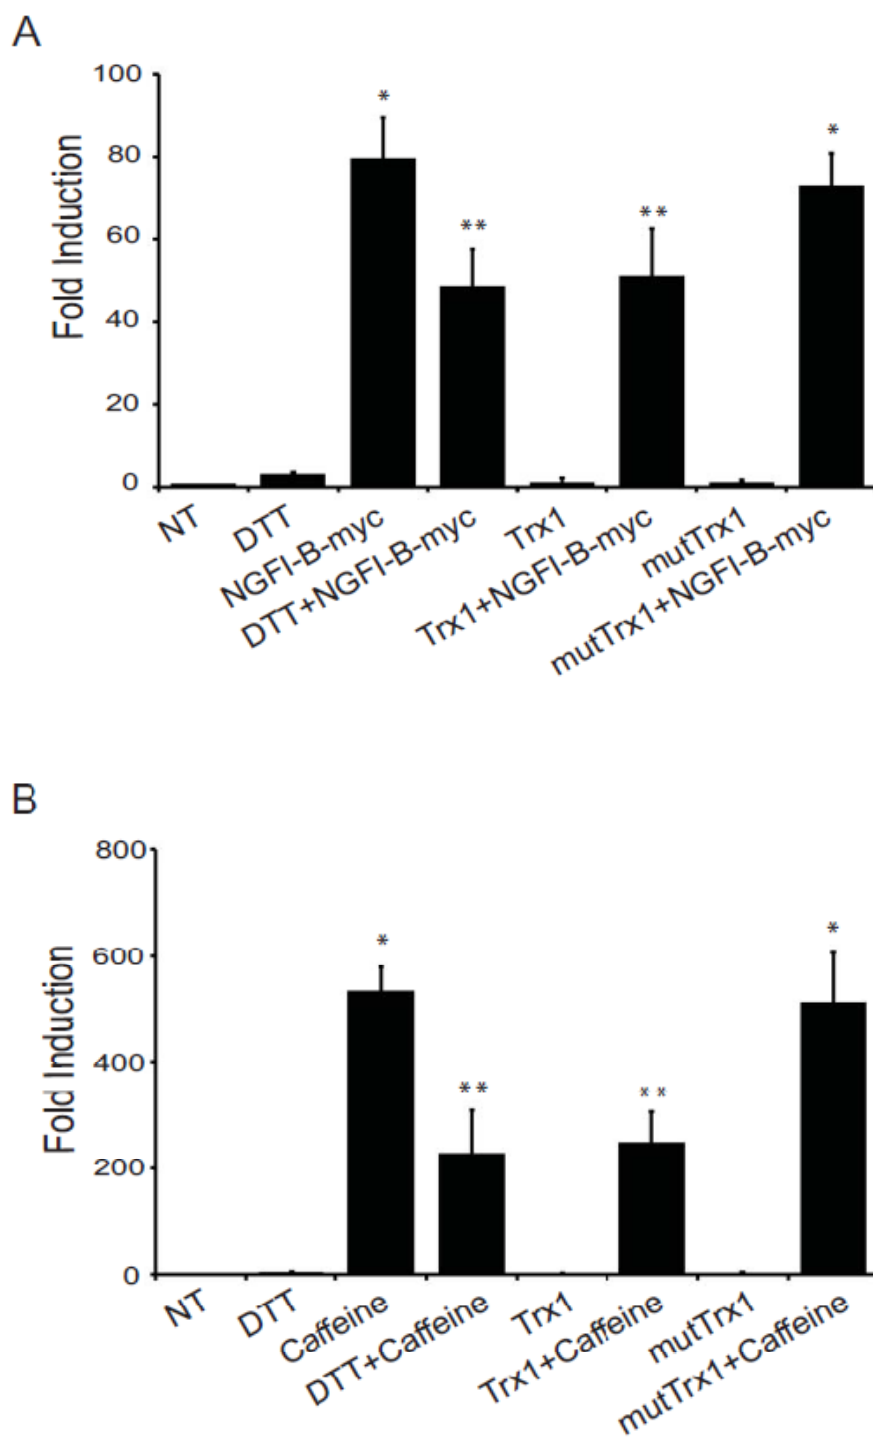 A
100
80
60
40
20
0
Fold Induction
*
**
**
*
NT
DTT
NGFI-B-myc
DTT+NGFI-B-myc
Trx1
Trx1+NGFI-B-myc
mutTrx1
mutTrx1+NGFI-B-myc
B
800
600
400
200
0
Fold Induction
*
**
**
*
NT
DTT
Caffeine
DTT+Caffeine
Trx1
Trx1+Caffeine
mutTrx1
mutTrx1+Caffeine